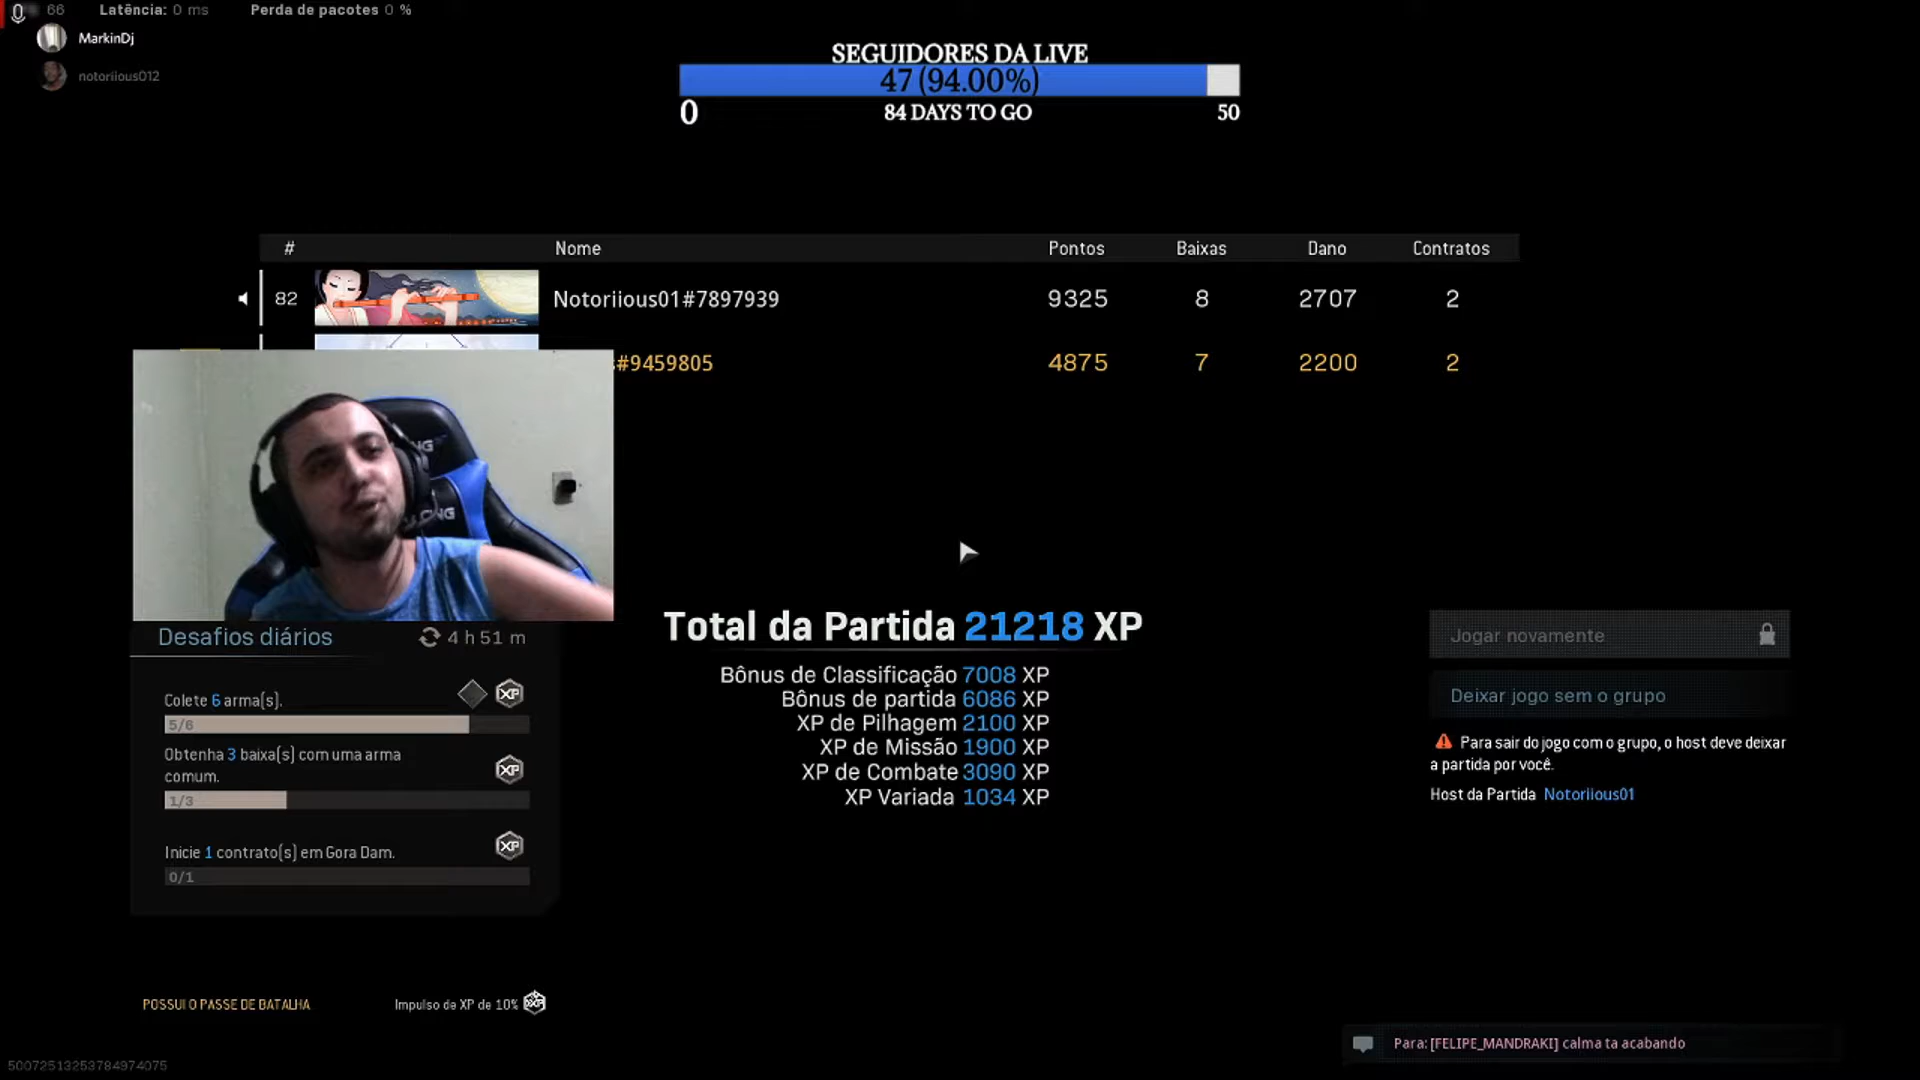 66 Latência: 0 ms Perda de pacotes 0 %
MarkinDj
notoriious012
SEGUIDORES DA LIVE
47 (94.00%)
0 84 DAYS TO GO 50
# Nome Pontos Baixas Dano Contratos
82 Notoriious01#7897939 9325 8 2707 2
#9459805 4875 7 2200 2
Total da Partida 21218 XP
Bônus de Classificação 7008 XP
Bônus de partida 6086 XP
XP de Pilhagem 2100 XP
XP de Missão 1900 XP
XP de Combate 3090 XP
XP Variada 1034 XP
Desafios diários 4 h 51 m
Colete 6 arma(s). XP
5/6
Obtenha 3 baixa(s) com uma arma
comum. XP
1/3
Inicie 1 contrato(s) em Gora Dam. XP
0/1
POSSUI O PASSE DE BATALHA Impulso de XP de 10%
Jogar novamente
Deixar jogo sem o grupo
Para sair do jogo com o grupo, o host deve deixar
a partida por você.
Host da Partida Notoriious01
Para: [FELIPE_MANDRAKI] calma ta acabando
50072513253784974075